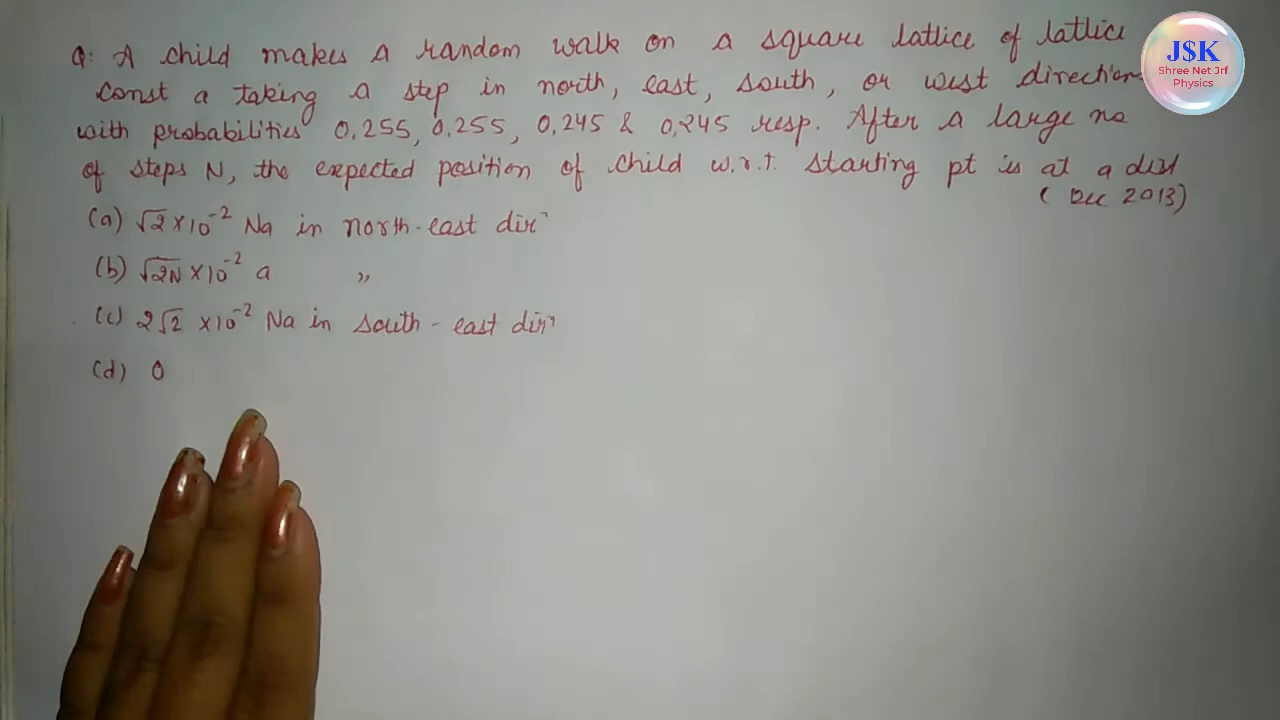 Q: A child makes a random walk on a square lattice of lattice
const a taking a step in north, east, south, or west direction
with probabilities 0.255, 0.255, 0.245 & 0.245 resp. After a large no
of steps N, the expected position of child w.r.t. starting pt is at a dist
(Dec 2013)
(a) √2×10⁻² Na in north-east dirⁿ
(b) √2N×10⁻² a ,,
(c) 2√2 ×10⁻² Na in south-east dirⁿ
(d) 0
J$K
Shree Net Jrf
Physics